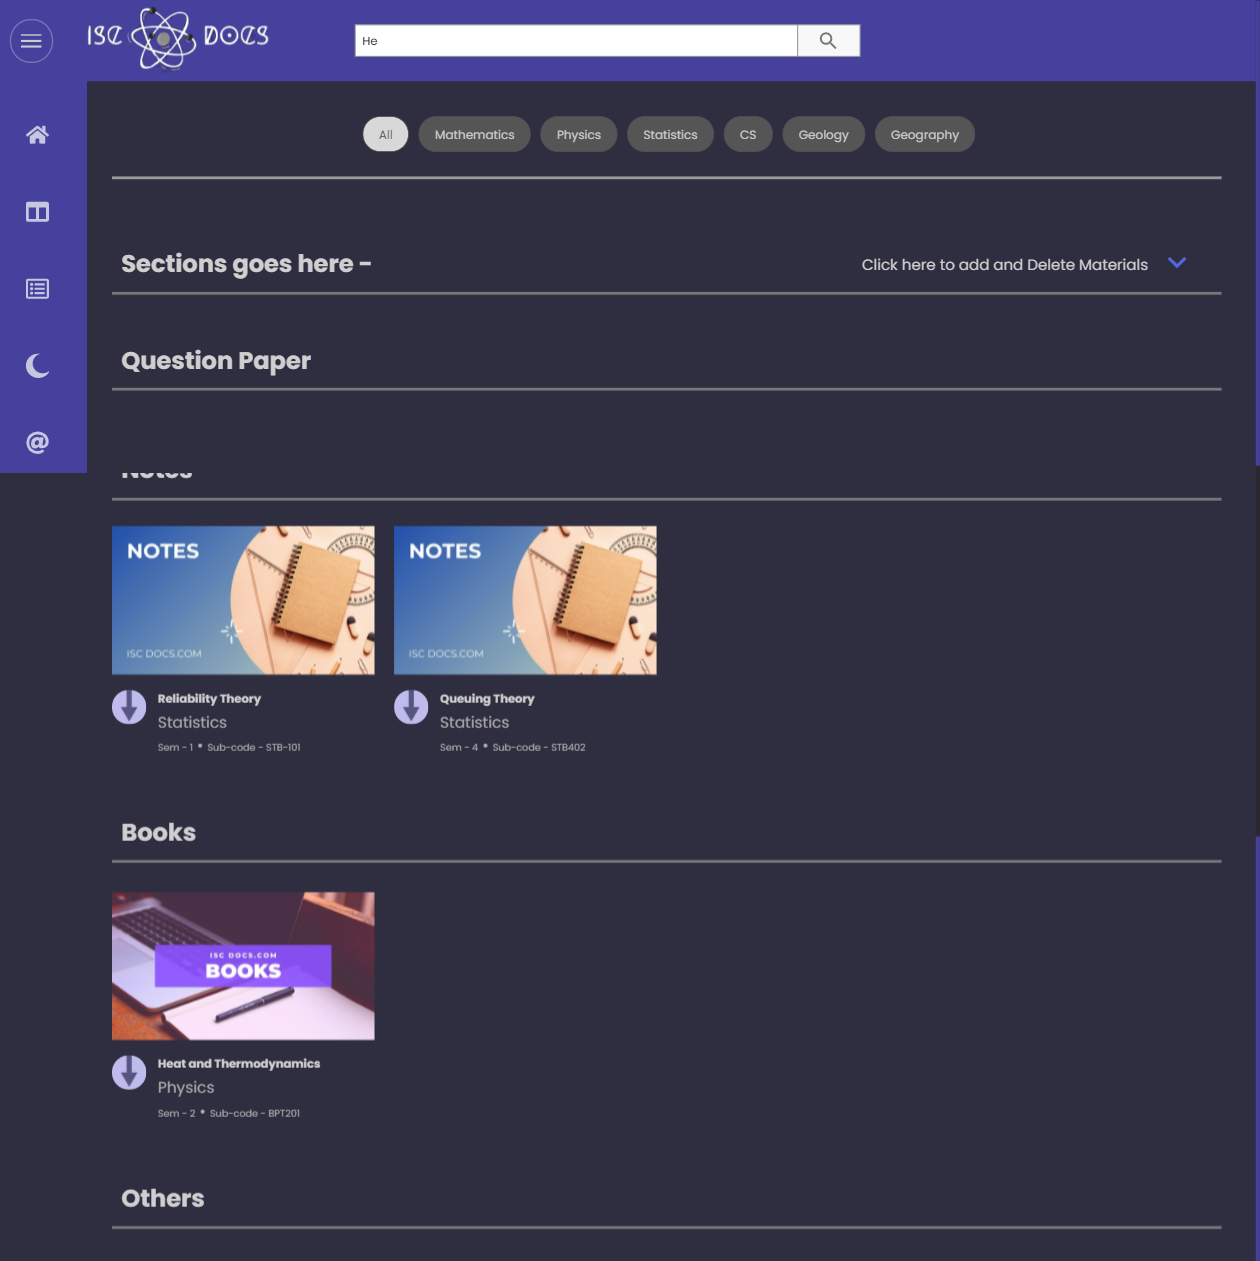 ISC DOCS
He
All Mathematics Physics Statistics CS Geology Geography
Sections goes here -
Click here to add and Delete Materials
Question Paper
@
Notes
NOTES
ISC DOCS.COM
Reliability Theory
Statistics
Sem - 1 • Sub-code - STB-101
NOTES
ISC DOCS.COM
Queuing Theory
Statistics
Sem - 4 • Sub-code - STB402
Books
ISC DOCS.COM
BOOKS
Heat and Thermodynamics
Physics
Sem - 2 • Sub-code - BPT201
Others